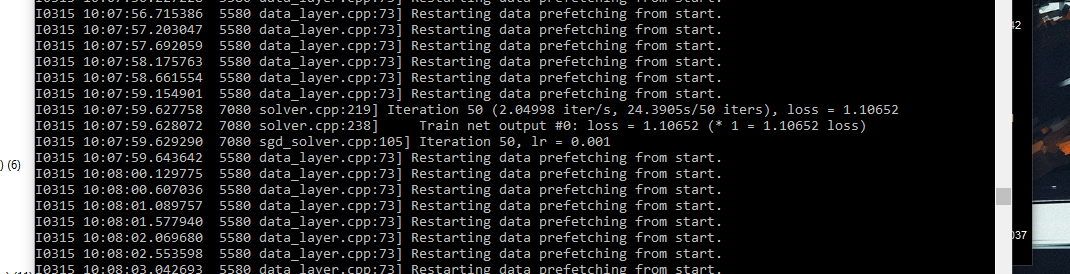 I0315 10:07:56.715386  5580 data_layer.cpp:73] Restarting data prefetching from start.
I0315 10:07:57.203047  5580 data_layer.cpp:73] Restarting data prefetching from start.
I0315 10:07:57.692059  5580 data_layer.cpp:73] Restarting data prefetching from start.
I0315 10:07:58.175763  5580 data_layer.cpp:73] Restarting data prefetching from start.
I0315 10:07:58.661554  5580 data_layer.cpp:73] Restarting data prefetching from start.
I0315 10:07:59.154901  5580 data_layer.cpp:73] Restarting data prefetching from start.
I0315 10:07:59.627758  7080 solver.cpp:219] Iteration 50 (2.04998 iter/s, 24.3905s/50 iters), loss = 1.10652
I0315 10:07:59.628072  7080 solver.cpp:238]     Train net output #0: loss = 1.10652 (* 1 = 1.10652 loss)
I0315 10:07:59.629290  7080 sgd_solver.cpp:105] Iteration 50, lr = 0.001
I0315 10:07:59.643642  5580 data_layer.cpp:73] Restarting data prefetching from start.
I0315 10:08:00.129775  5580 data_layer.cpp:73] Restarting data prefetching from start.
I0315 10:08:00.607036  5580 data_layer.cpp:73] Restarting data prefetching from start.
I0315 10:08:01.089757  5580 data_layer.cpp:73] Restarting data prefetching from start.
I0315 10:08:01.577940  5580 data_layer.cpp:73] Restarting data prefetching from start.
I0315 10:08:02.069680  5580 data_layer.cpp:73] Restarting data prefetching from start.
I0315 10:08:02.553598  5580 data_layer.cpp:73] Restarting data prefetching from start.
I0315 10:08:03.042693  5580 data_layer.cpp:73] Restarting data prefetching from start.
) (6)
037